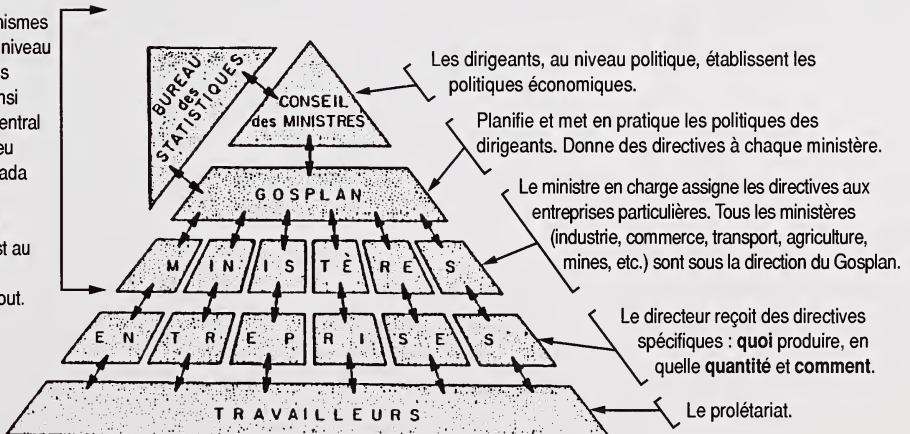 niveau
s
nsi
entral
eu
ada
st au
out.
BUREAU
des
STATISTIQUES
CONSEIL
des MINISTRES
GOSPLAN
MINISTÈRES
ENTREPRISES
TRAVAILLEURS
Les dirigeants, au niveau politique, établissent les
politiques économiques.
Planifie et met en pratique les politiques des
dirigeants. Donne des directives à chaque ministère.
Le ministre en charge assigne les directives aux
entreprises particulières. Tous les ministères
(industrie, commerce, transport, agriculture,
mines, etc.) sont sous la direction du Gosplan.
Le directeur reçoit des directives
spécifiques : quoi produire, en
quelle quantité et comment.
Le prolétariat.